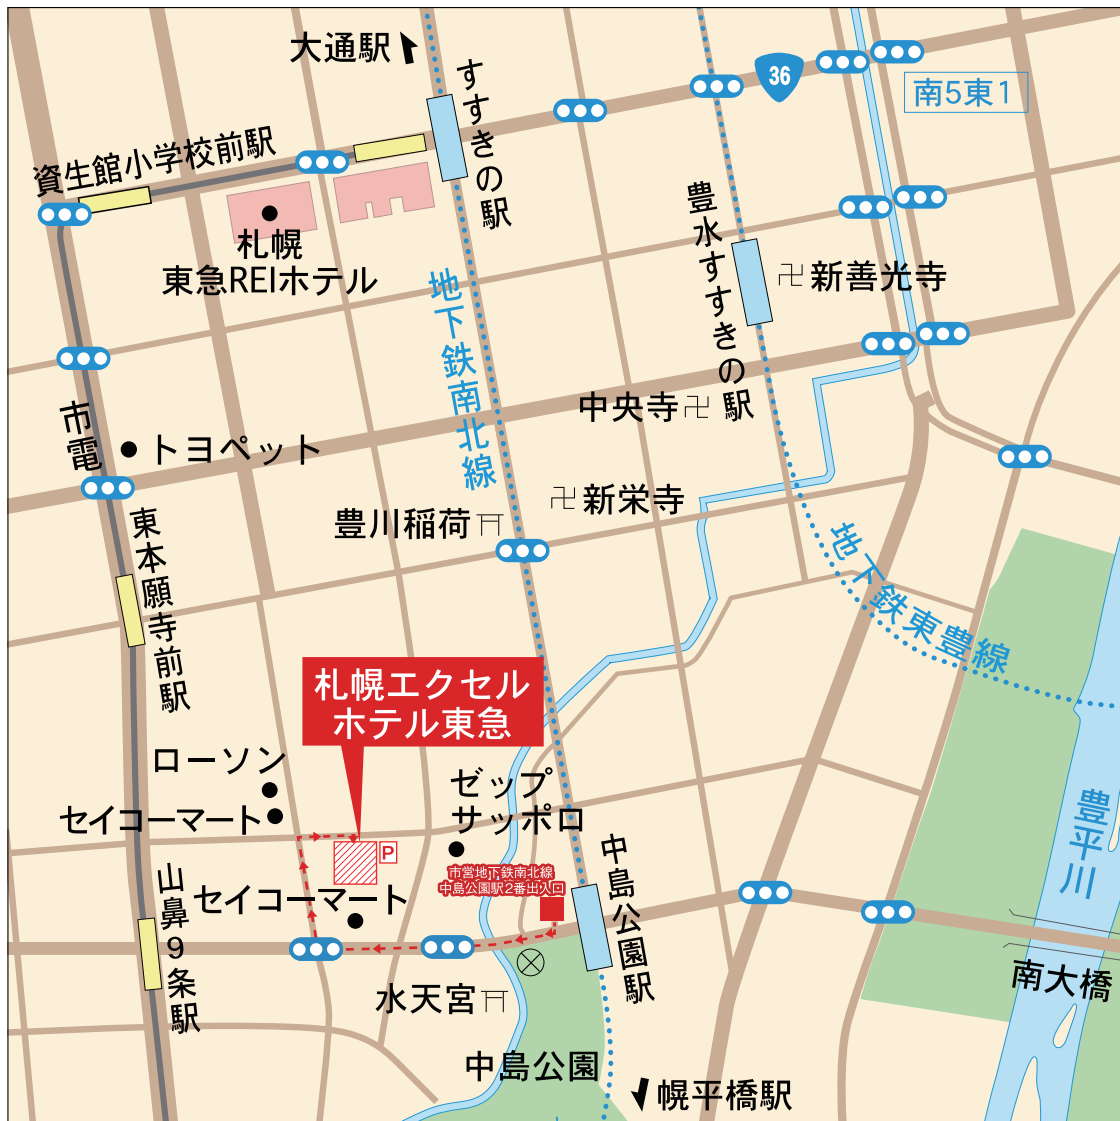 大通駅
すすきの駅
36
南5東1
資生館小学校前駅
札幌
東急REIホテル
豊水すすきの駅
新善光寺
地下鉄南北線
中央寺
市電
トヨペット
新栄寺
豊川稲荷
東本願寺前駅
地下鉄東豊線
札幌エクセル
ホテル東急
ローソン
セイコーマート
ゼップ
サッポロ
P
市営地下鉄南北線
中島公園駅2番出入口
豊平川
中島公園駅
山鼻9条駅
セイコーマート
南大橋
水天宮
中島公園
幌平橋駅